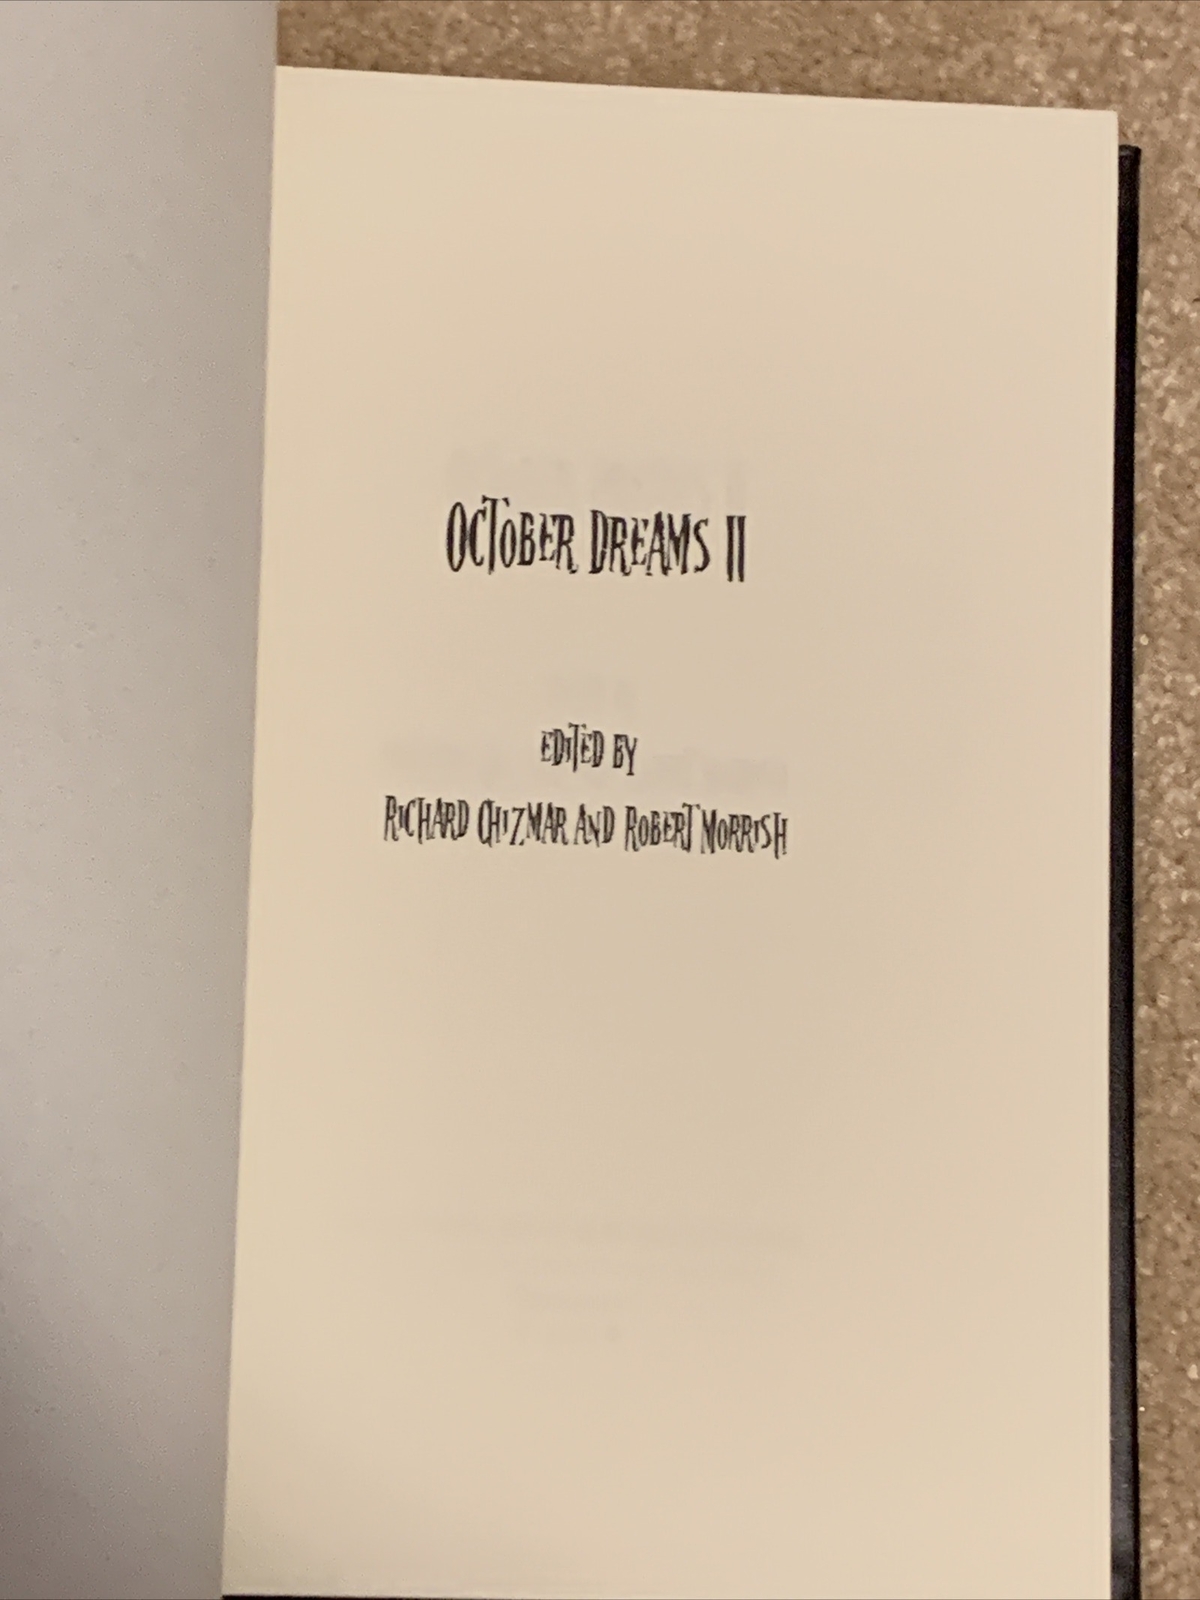 OCTOBER DREAMS II
EDITED BY
RICHARD CHIZMAR AND ROBERT MORRISH